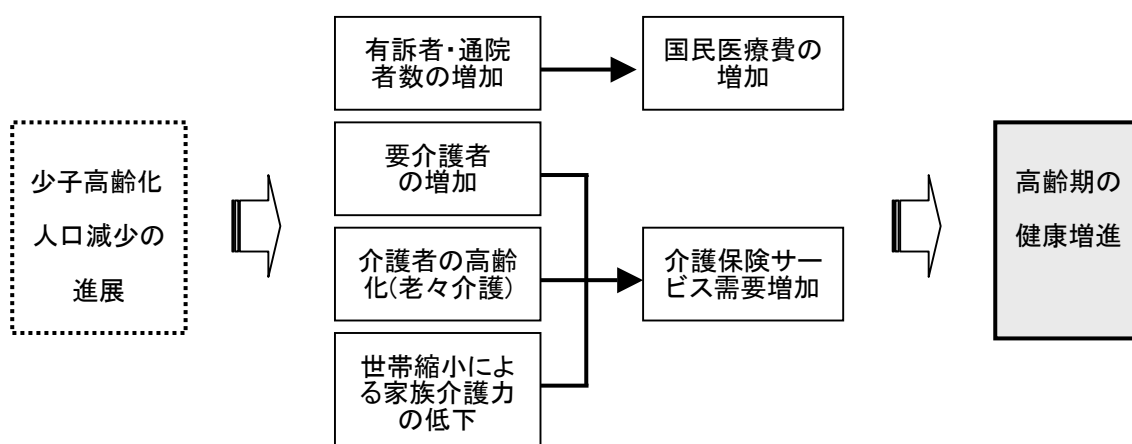 少子高齢化
人口減少の
進展
有訴者・通院
者数の増加
国民医療費の
増加
要介護者
の増加
介護者の高齢
化(老々介護)
世帯縮小によ
る家族介護力
の低下
介護保険サー
ビス需要増加
高齢期の
健康増進